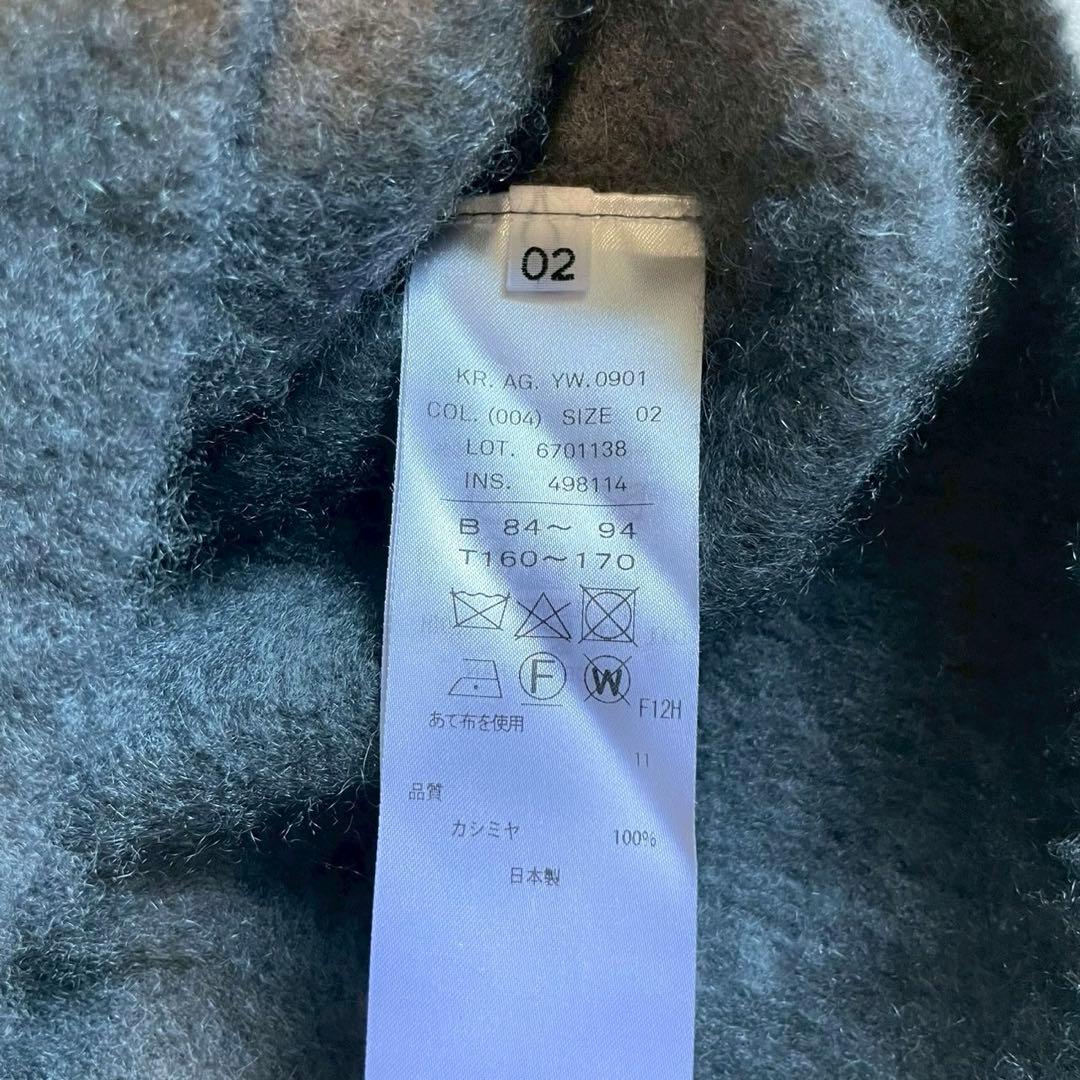 02
KR. AG. YW. 0901
COL. (004) SIZE 02
LOT. 6701138
INS. 498114
B 84～ 94
T160～170
F W F12H
あて布を使用
11
品質
カシミヤ 100%
日本製